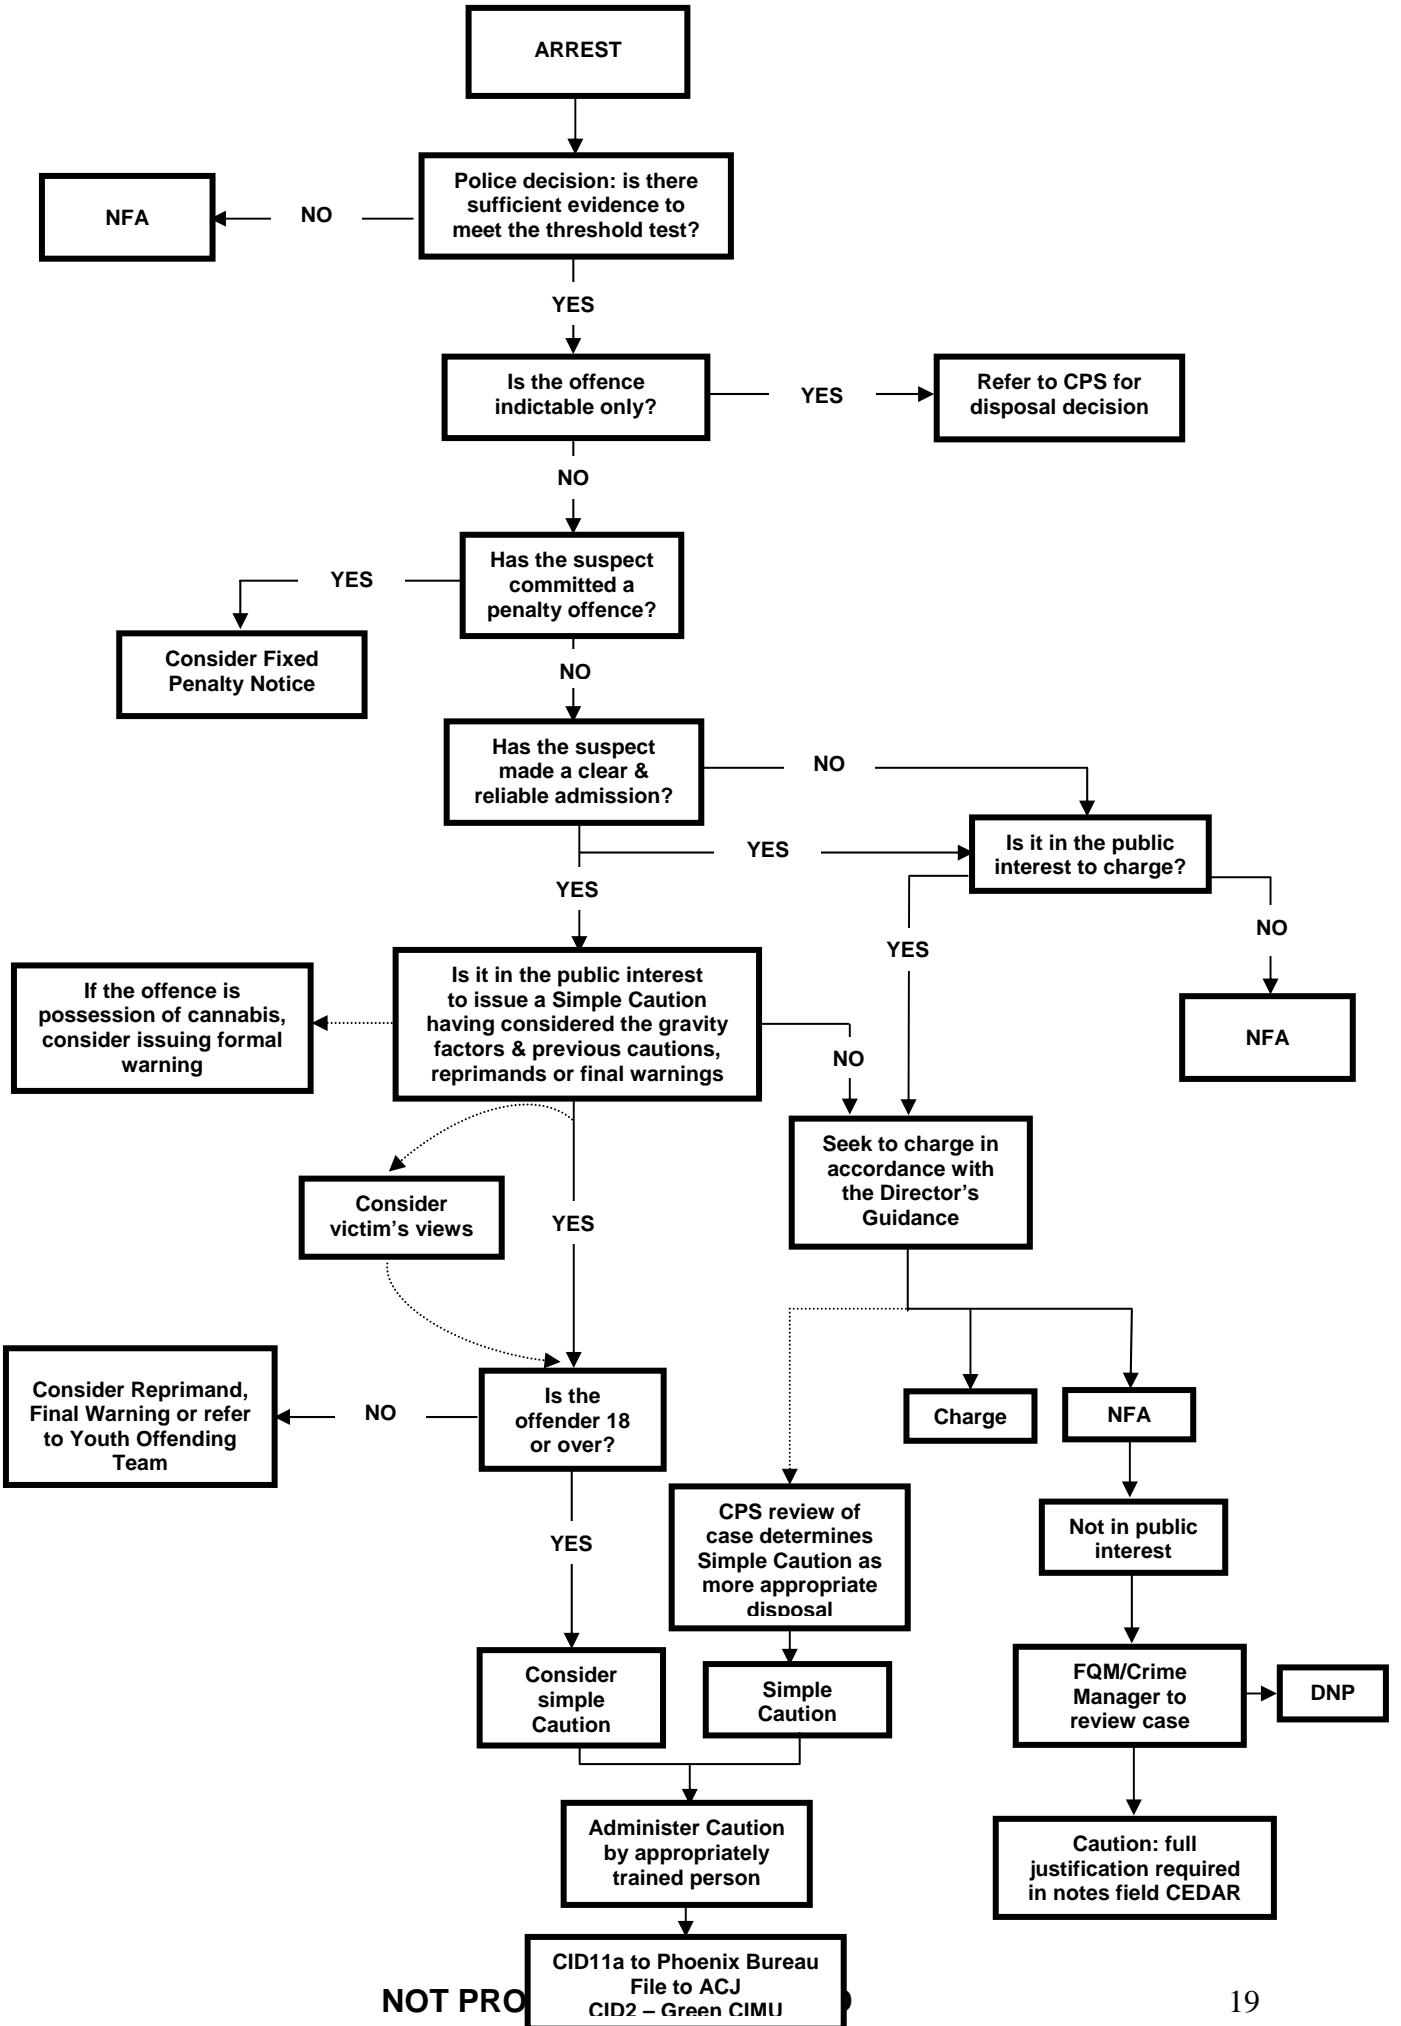 ARREST
Police decision: is there
sufficient evidence to
meet the threshold test?
NO
NFA
YES
Is the offence
indictable only?
YES
Refer to CPS for
disposal decision
NO
Has the suspect
committed a
penalty offence?
YES
Consider Fixed
Penalty Notice
NO
Has the suspect
made a clear &
reliable admission?
NO
YES
Is it in the public
interest to charge?
YES
YES
NO
NFA
Is it in the public interest
to issue a Simple Caution
having considered the gravity
factors & previous cautions,
reprimands or final warnings
If the offence is
possession of cannabis,
consider issuing formal
warning
NO
Seek to charge in
accordance with
the Director's
Guidance
Consider
victim's views
YES
Is the
offender 18
or over?
NO
Consider Reprimand,
Final Warning or refer
to Youth Offending
Team
Charge
NFA
YES
CPS review of
case determines
Simple Caution as
more appropriate
disposal
Not in public
interest
Consider
simple
Caution
Simple
Caution
FQM/Crime
Manager to
review case
DNP
Administer Caution
by appropriately
trained person
Caution: full
justification required
in notes field CEDAR
CID11a to Phoenix Bureau
File to ACJ
CID2 – Green CIMU
NOT
19